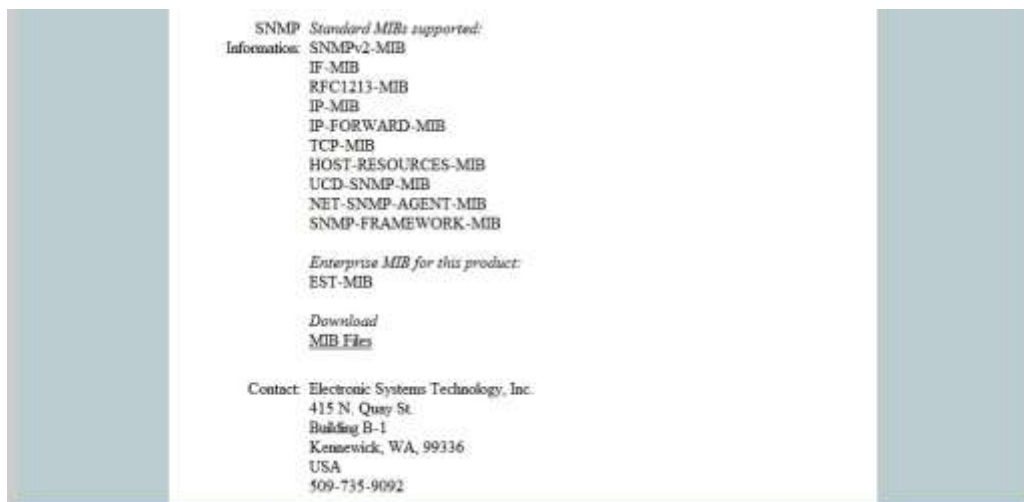 SNMP Standard MIBs supported:
Information: SNMPv2-MIB
IF-MIB
RFC1213-MIB
IP-MIB
IP-FORWARD-MIB
TCP-MIB
HOST-RESOURCES-MIB
UCD-SNMP-MIB
NET-SNMP-AGENT-MIB
SNMP-FRAMEWORK-MIB
Enterprise MIB for this product:
EST-MIB
Download
MIB Files
Contact: Electronic Systems Technology, Inc.
415 N. Quay St.
Building B-1
Kennewick, WA, 99336
USA
509-735-9092